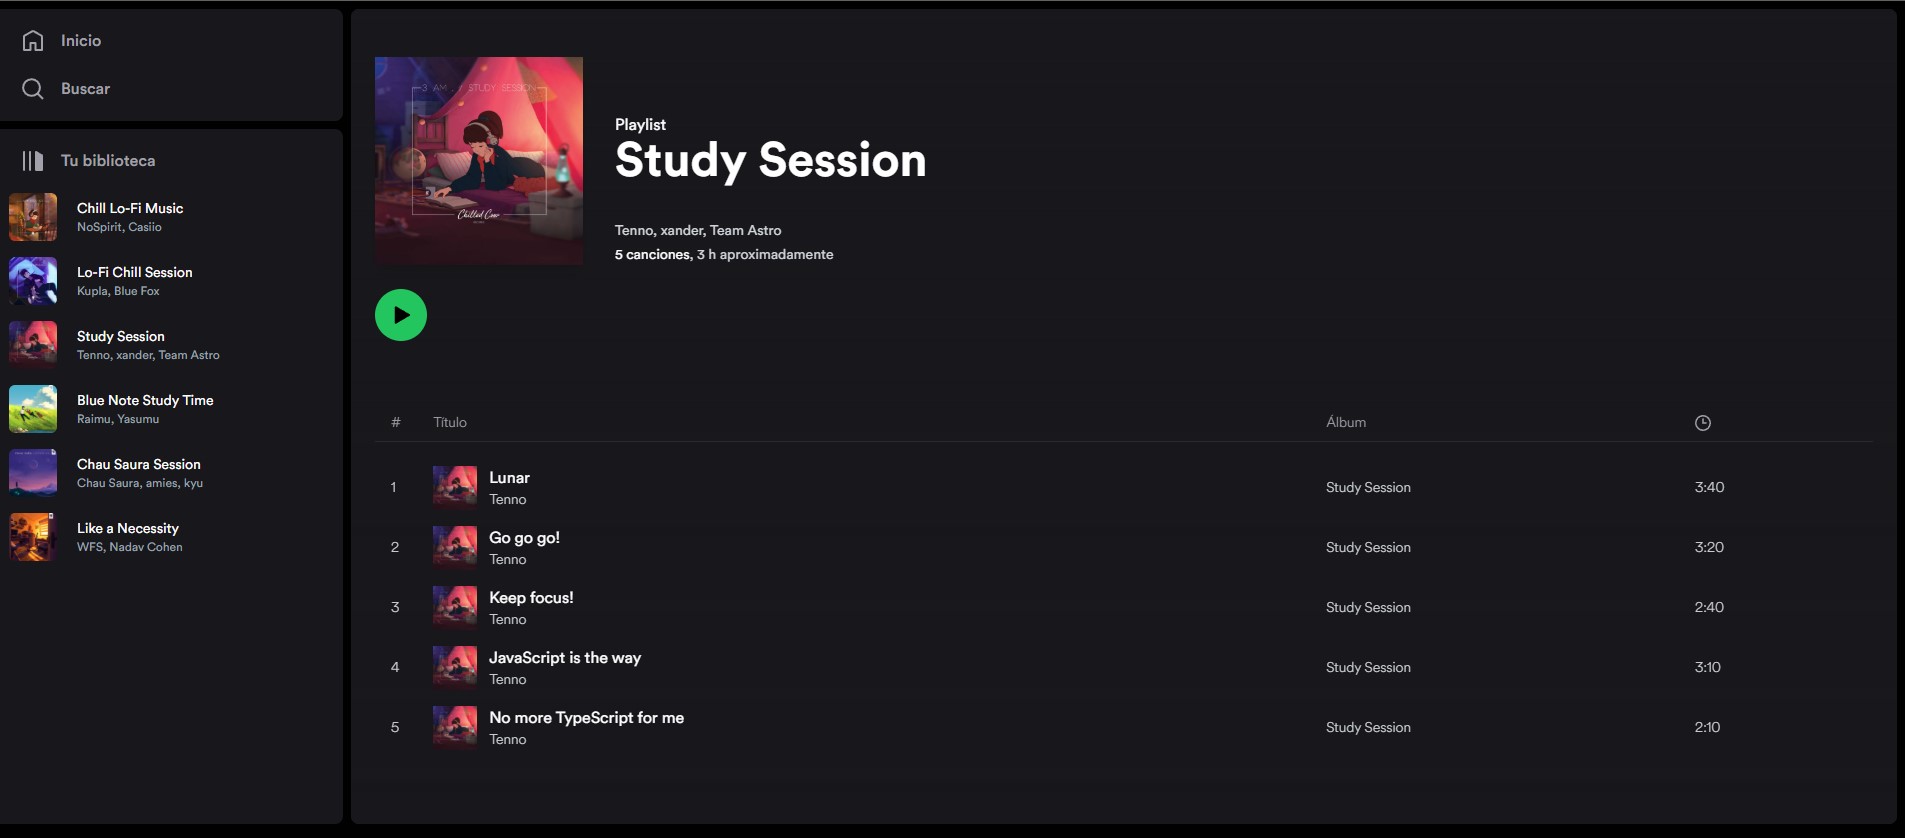 Inicio
Buscar
Tu biblioteca
Chill Lo-Fi Music
NoSpirit, Casiio
Lo-Fi Chill Session
Kupla, Blue Fox
Study Session
Tenno, xander, Team Astro
Blue Note Study Time
Raimu, Yasumu
Chau Saura Session
Chau Saura, amies, kyu
Like a Necessity
WFS, Nadav Cohen
3 AM . / STUDY SESSION
Chilled Cow
Playlist
Study Session
Tenno, xander, Team Astro
5 canciones, 3 h aproximadamente
# Título Álbum
1 Lunar Study Session 3:40
Tenno
2 Go go go! Study Session 3:20
Tenno
3 Keep focus! Study Session 2:40
Tenno
4 JavaScript is the way Study Session 3:10
Tenno
5 No more TypeScript for me Study Session 2:10
Tenno